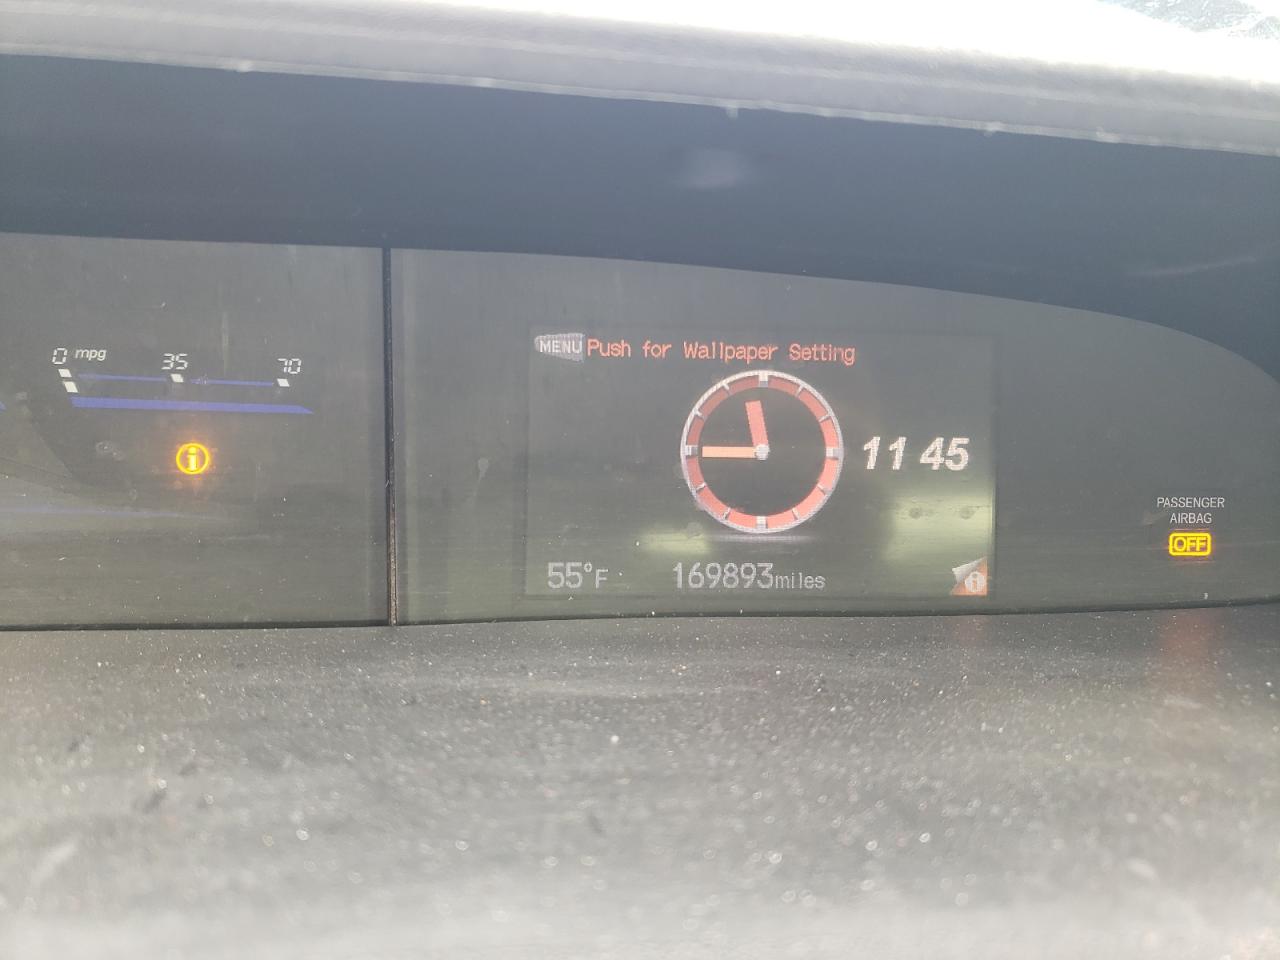 0 mpg 35 70
i
MENU Push for Wallpaper Setting
11 45
55°F 169893miles
i
PASSENGER
AIRBAG
OFF